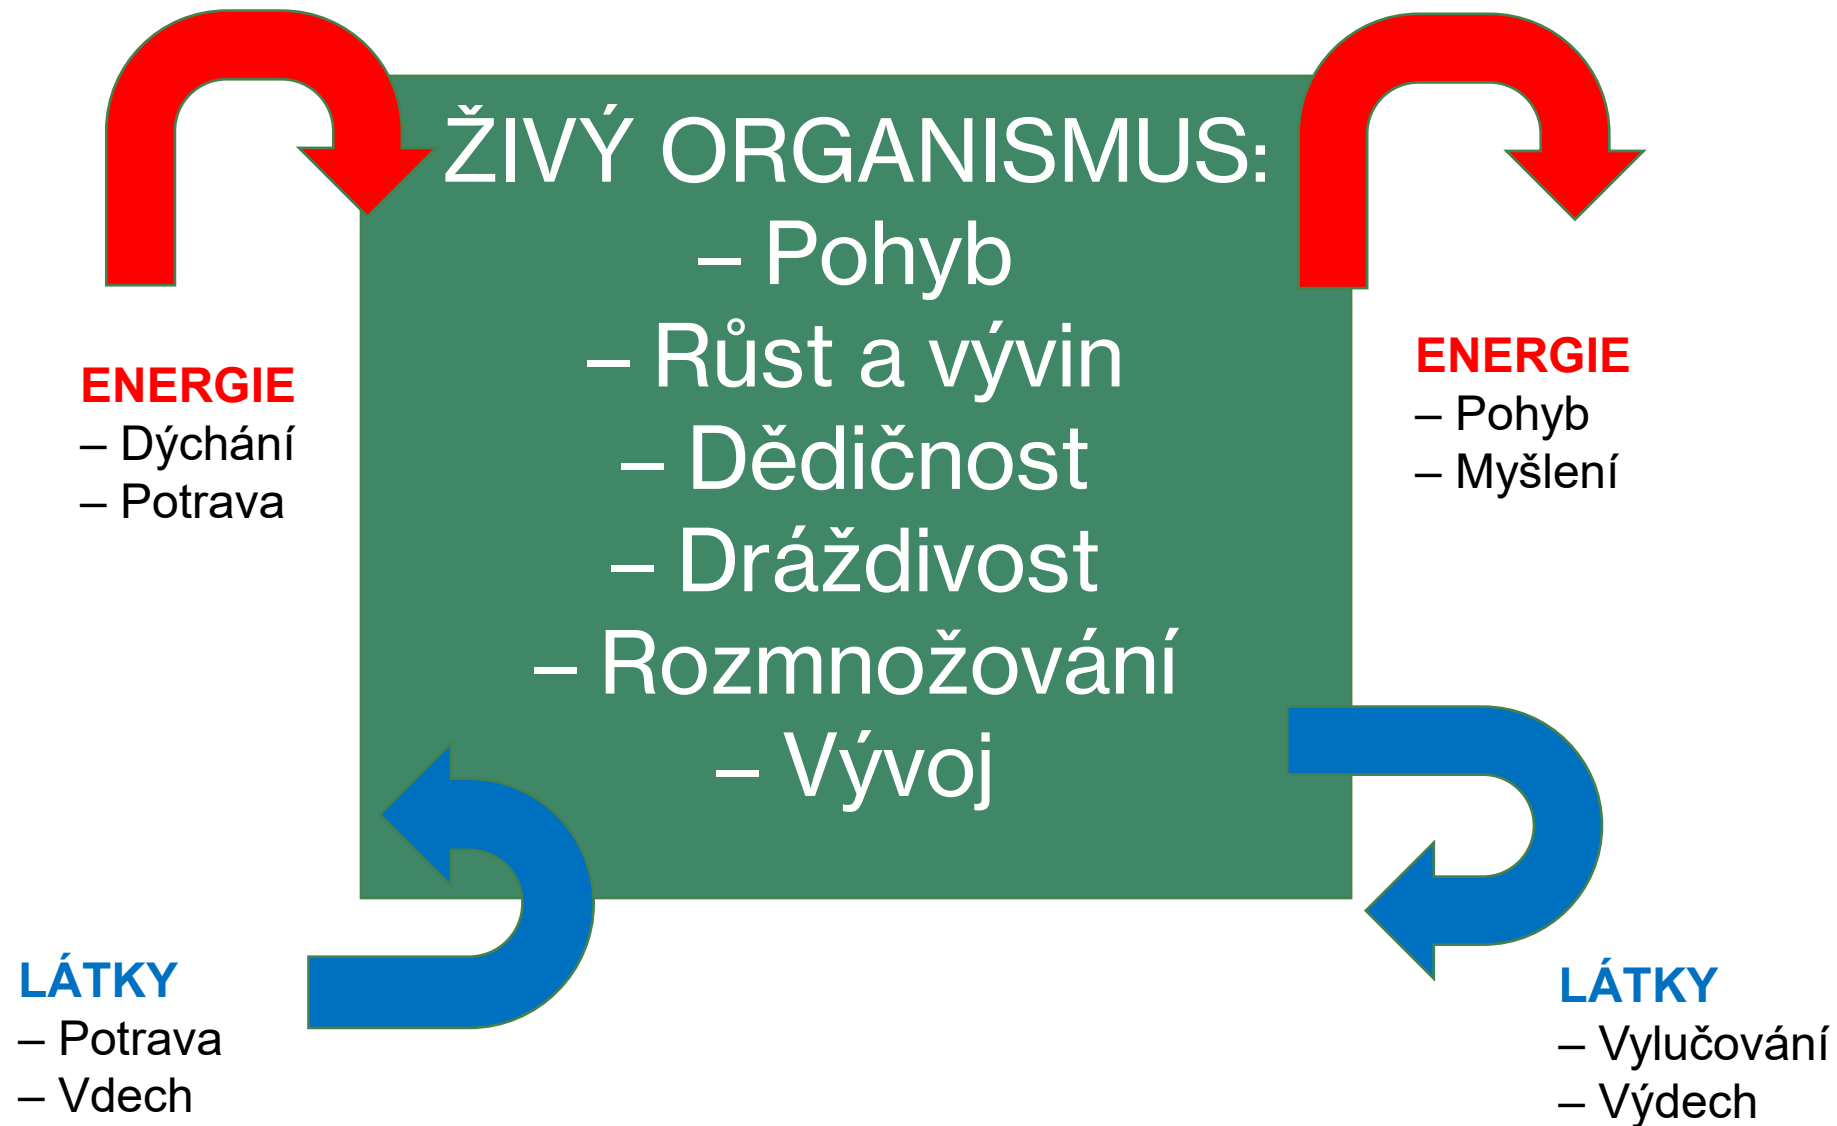 ŽIVÝ ORGANISMUS:
– Pohyb
– Růst a vývin
– Dědičnost
– Dráždivost
– Rozmnožování
– Vývoj
ENERGIE
– Dýchání
– Potrava
ENERGIE
– Pohyb
– Myšlení
LÁTKY
– Potrava
– Vdech
LÁTKY
– Vylučování
– Výdech